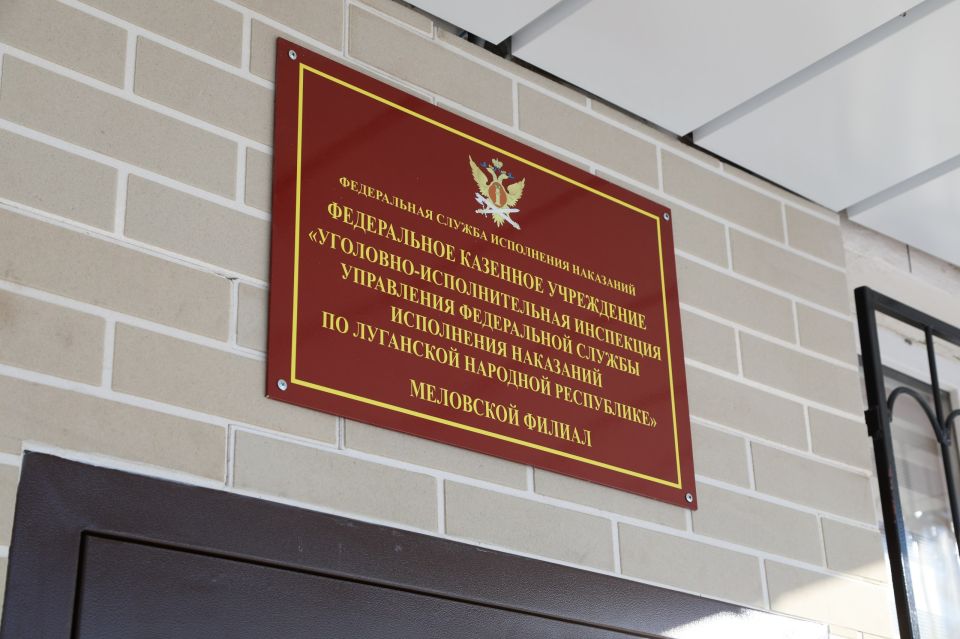 ФЕДЕРАЛЬНАЯ СЛУЖБА ИСПОЛНЕНИЯ НАКАЗАНИЙ
ФЕДЕРАЛЬНОЕ КАЗЕННОЕ УЧРЕЖДЕНИЕ
«УГОЛОВНО-ИСПОЛНИТЕЛЬНАЯ ИНСПЕКЦИЯ
УПРАВЛЕНИЯ ФЕДЕРАЛЬНОЙ СЛУЖБЫ
ИСПОЛНЕНИЯ НАКАЗАНИЙ
ПО ЛУГАНСКОЙ НАРОДНОЙ РЕСПУБЛИКЕ»
МЕЛОВСКОЙ ФИЛИАЛ